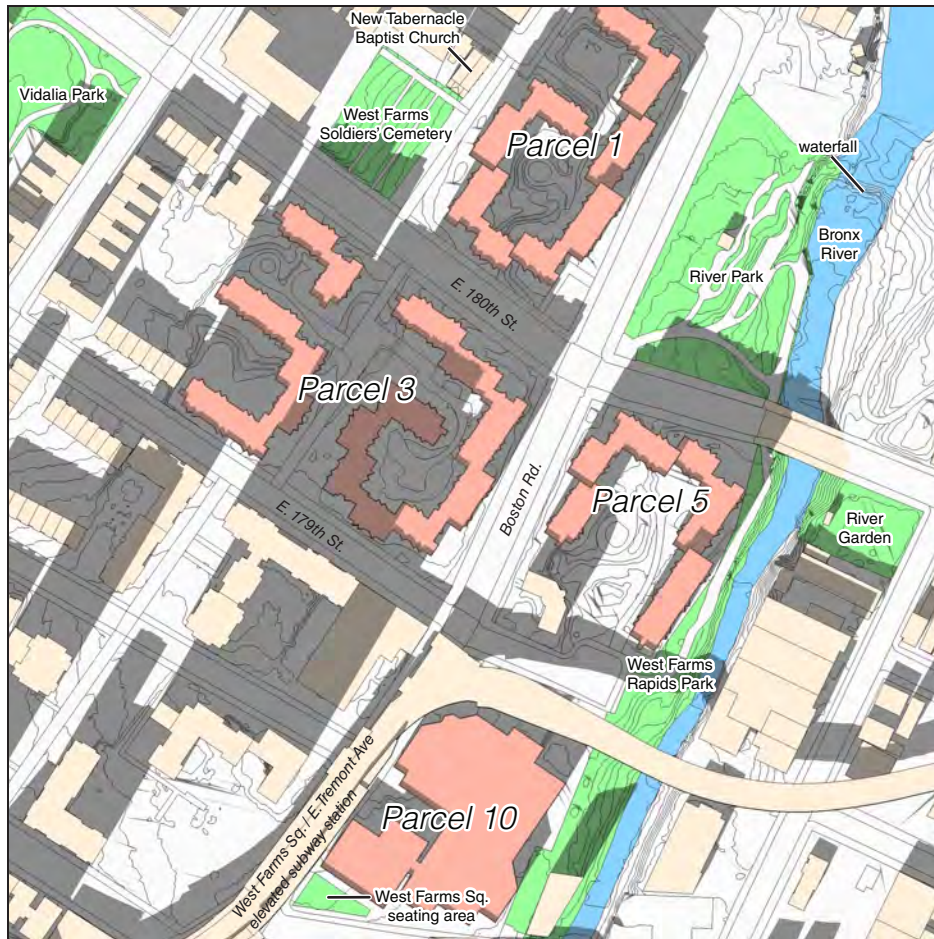 New Tabernacle
Baptist Church
Vidalia Park
West Farms
Soldiers' Cemetery
Parcel 1
waterfall
Bronx
River
River Park
E. 180th St.
Parcel 3
Boston Rd.
Parcel 5
River
Garden
E. 179th St.
West Farms
Rapids Park
West Farms Sq. / E. Tremont Ave
elevated subway station
Parcel 10
West Farms Sq.
seating area